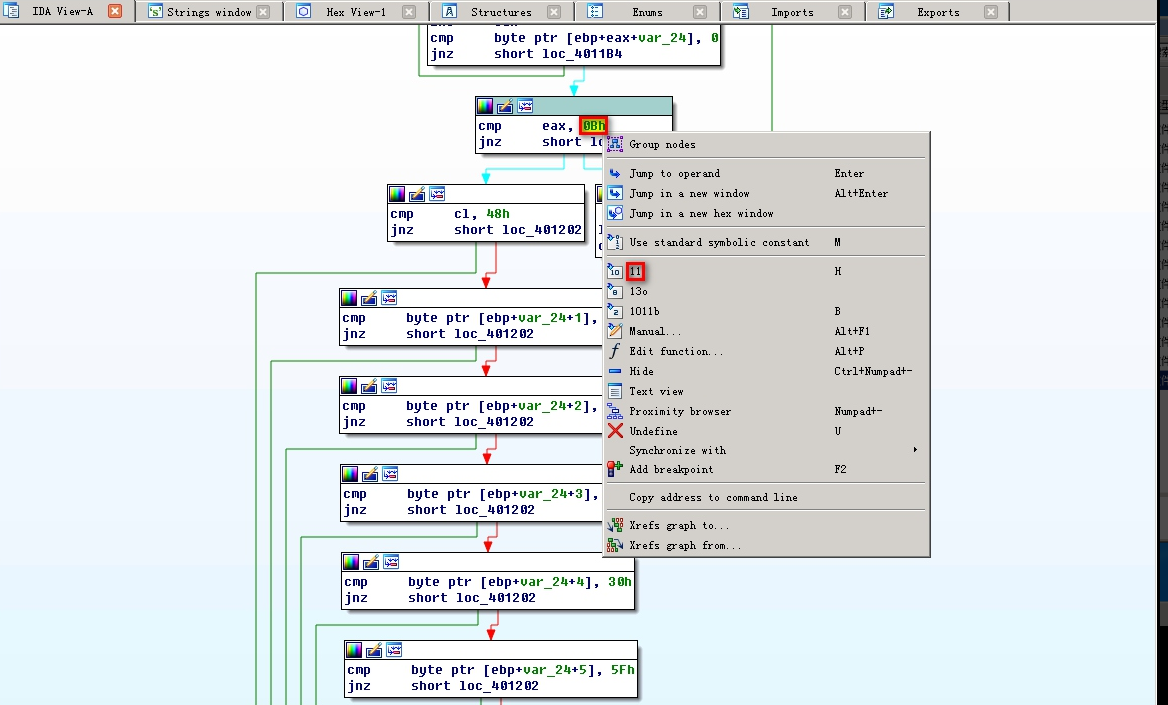 IDA View-A Strings window Hex View-1 Structures Enums Imports Exports
cmp byte ptr [ebp+eax+var_24], 0
jnz short loc_4011B4
cmp eax, 0Bh
jnz short lo
cmp cl, 48h
jnz short loc_401202
cmp byte ptr [ebp+var_24+1],
jnz short loc_401202
cmp byte ptr [ebp+var_24+2],
jnz short loc_401202
cmp byte ptr [ebp+var_24+3],
jnz short loc_401202
cmp byte ptr [ebp+var_24+4], 30h
jnz short loc_401202
cmp byte ptr [ebp+var_24+5], 5Fh
jnz short loc_401202
Group nodes
Jump to operand Enter
Jump in a new window Alt+Enter
Jump in a new hex window
Use standard symbolic constant M
11 H
13o
1011b B
Manual... Alt+F1
Edit function... Alt+P
Hide Ctrl+Numpad+-
Text view
Proximity browser Numpad+-
Undefine U
Synchronize with
Add breakpoint F2
Copy address to command line
Xrefs graph to...
Xrefs graph from...